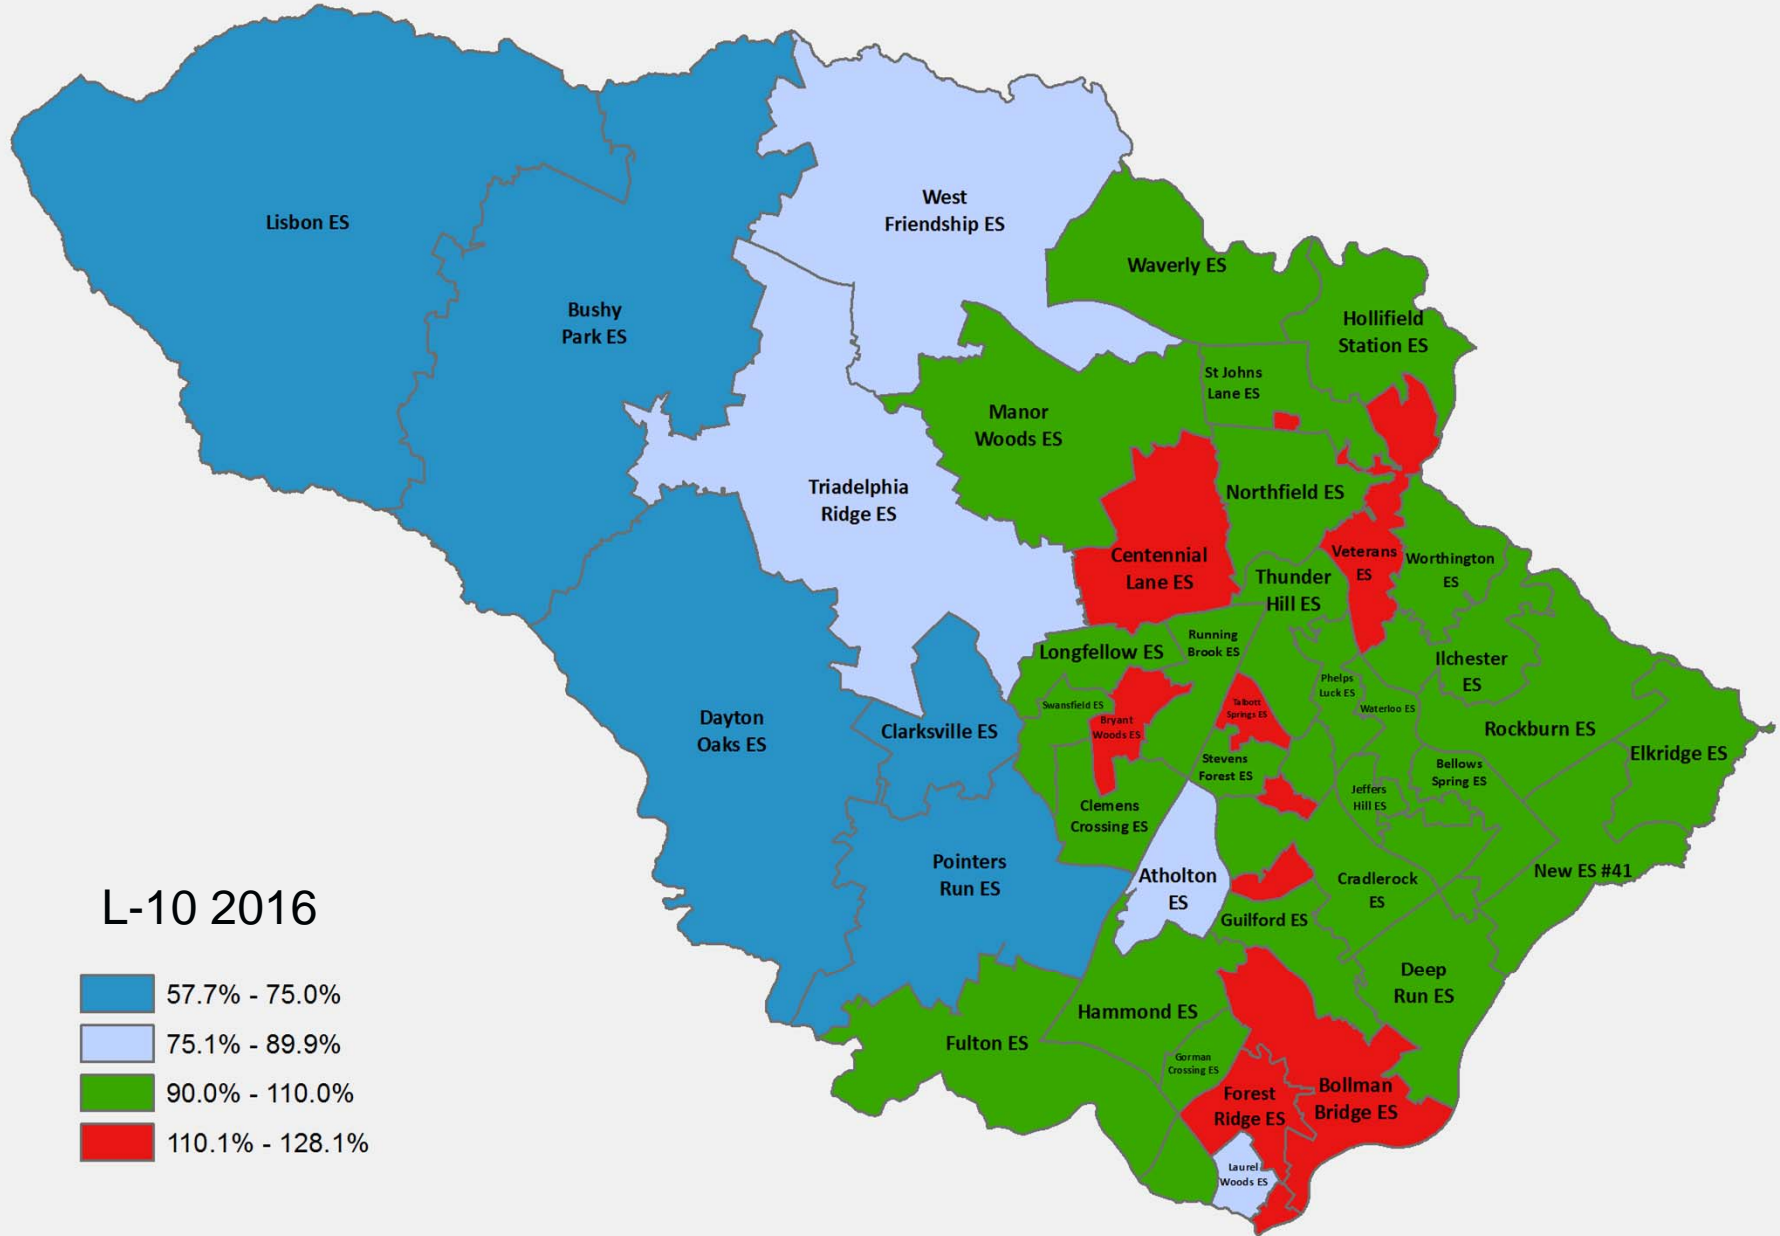 Lisbon ES
West
Friendship ES
Waverly ES
Bushy
Park ES
Hollifield
Station ES
St Johns
Lane ES
Manor
Woods ES
Triadelphia
Ridge ES
Northfield ES
Centennial
Lane ES
Veterans
ES
Worthington
ES
Thunder
Hill ES
Running
Brook ES
Longfellow ES
Ilchester
ES
Phelps
Luck ES
Swansfield ES
Bryant
Woods ES
Talbott
Springs ES
Waterloo ES
Dayton
Oaks ES
Clarksville ES
Rockburn ES
Elkridge ES
Stevens
Forest ES
Bellows
Spring ES
Jeffers
Hill ES
Clemens
Crossing ES
Pointers
Run ES
Atholton
ES
Cradlerock
ES
New ES #41
Guilford ES
Deep
Run ES
Hammond ES
Fulton ES
Gorman
Crossing ES
Forest
Ridge ES
Bollman
Bridge ES
Laurel
Woods ES
L-10 2016
57.7% - 75.0%
75.1% - 89.9%
90.0% - 110.0%
110.1% - 128.1%